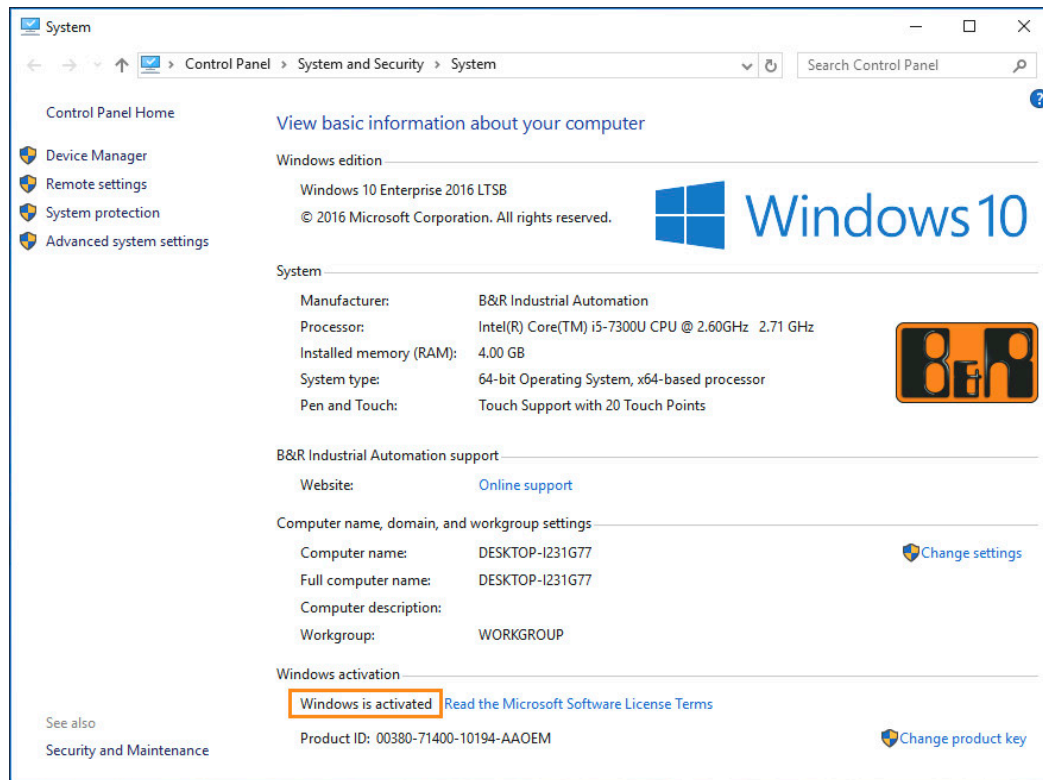 System
Control Panel > System and Security > System
Search Control Panel
Control Panel Home
Device Manager
Remote settings
System protection
Advanced system settings
See also
Security and Maintenance
?
View basic information about your computer
Windows edition
Windows 10 Enterprise 2016 LTSB
© 2016 Microsoft Corporation. All rights reserved.
Windows 10
System
Manufacturer: B&R Industrial Automation
Processor: Intel(R) Core(TM) i5-7300U CPU @ 2.60GHz 2.71 GHz
Installed memory (RAM): 4.00 GB
System type: 64-bit Operating System, x64-based processor
Pen and Touch: Touch Support with 20 Touch Points
B&R
B&R Industrial Automation support
Website: Online support
Computer name, domain, and workgroup settings
Computer name: DESKTOP-I231G77
Change settings
Full computer name: DESKTOP-I231G77
Computer description:
Workgroup: WORKGROUP
Windows activation
Windows is activated Read the Microsoft Software License Terms
Product ID: 00380-71400-10194-AAOEM
Change product key